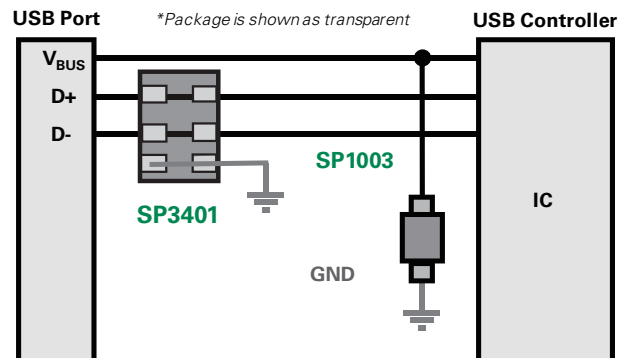 USB Port
*Package is shown as transparent
USB Controller
VBUS
D+
D-
SP1003
SP3401
IC
GND